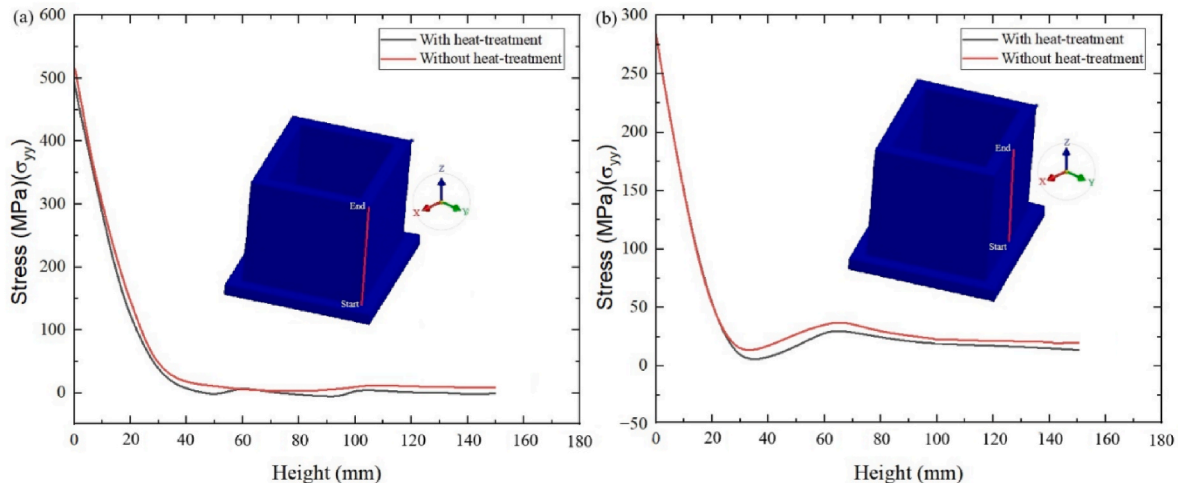 (a)
600
500
400
300
200
100
0
Stress (MPa)(σyy)
With heat-treatment
Without heat-treatment
End
Start
Z
X
Y
0 20 40 60 80 100 120 140 160 180
Height (mm)
(b)
300
250
200
150
100
50
0
−50
Stress (MPa)(σyy)
With heat-treatment
Without heat-treatment
End
Start
Z
X
Y
0 20 40 60 80 100 120 140 160 180
Height (mm)